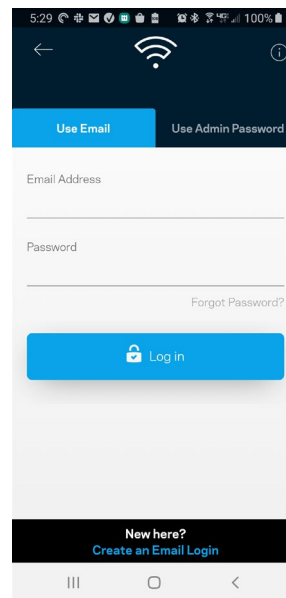 5:29 100%
Use Email Use Admin Password
Email Address
Password
Forgot Password?
Log in
New here?
Create an Email Login